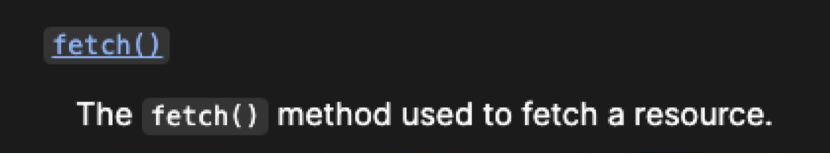 fetch()
The fetch() method used to fetch a resource.